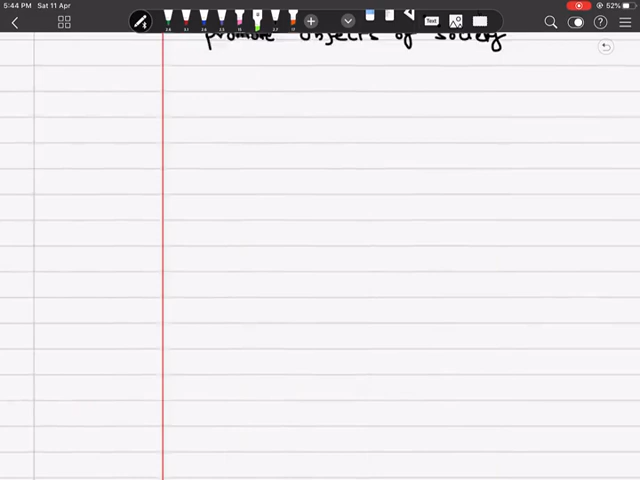 5:44 PM Sat 11 Apr 52%
Text
promote objects of society